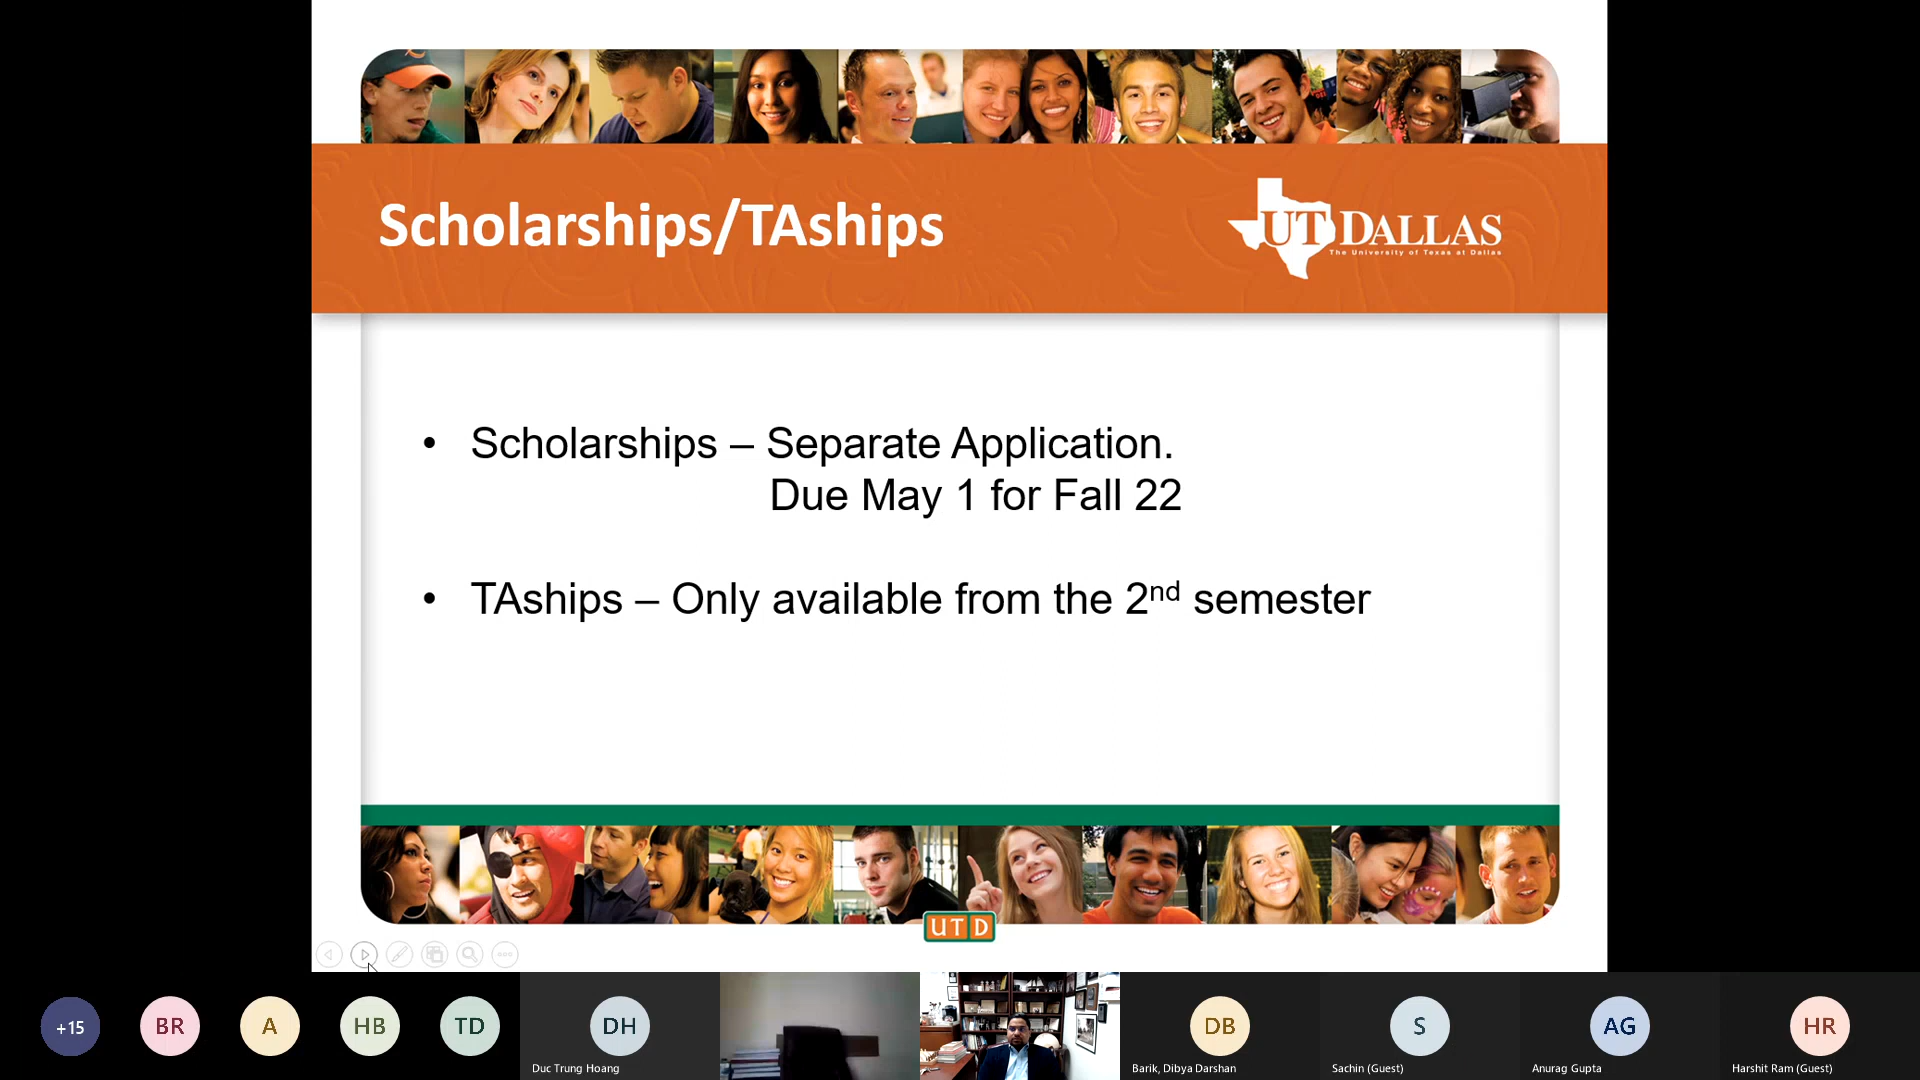 Scholarships/TAships
UT DALLAS
The University of Texas at Dallas
• Scholarships – Separate Application.
Due May 1 for Fall 22
• TAships – Only available from the 2nd semester
UTD
+15
BR
A
HB
TD
DH
Duc Trung Hoang
DB
Barik, Dibya Darshan
S
Sachin (Guest)
AG
Anurag Gupta
HR
Harshit Ram (Guest)